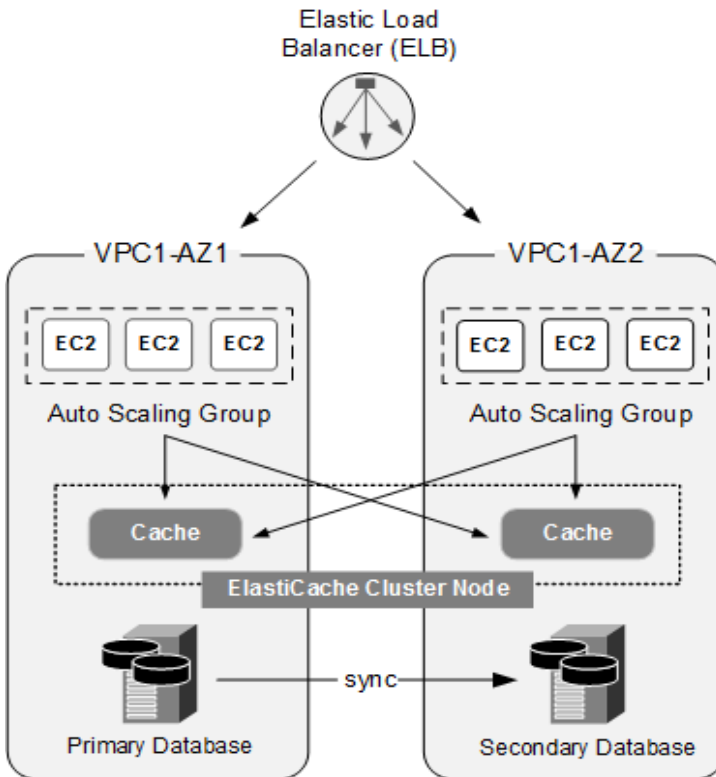 Elastic Load
Balancer (ELB)
VPC1-AZ1
VPC1-AZ2
EC2 EC2 EC2
EC2 EC2 EC2
Auto Scaling Group
Auto Scaling Group
Cache
Cache
ElastiCache Cluster Node
sync
Primary Database
Secondary Database